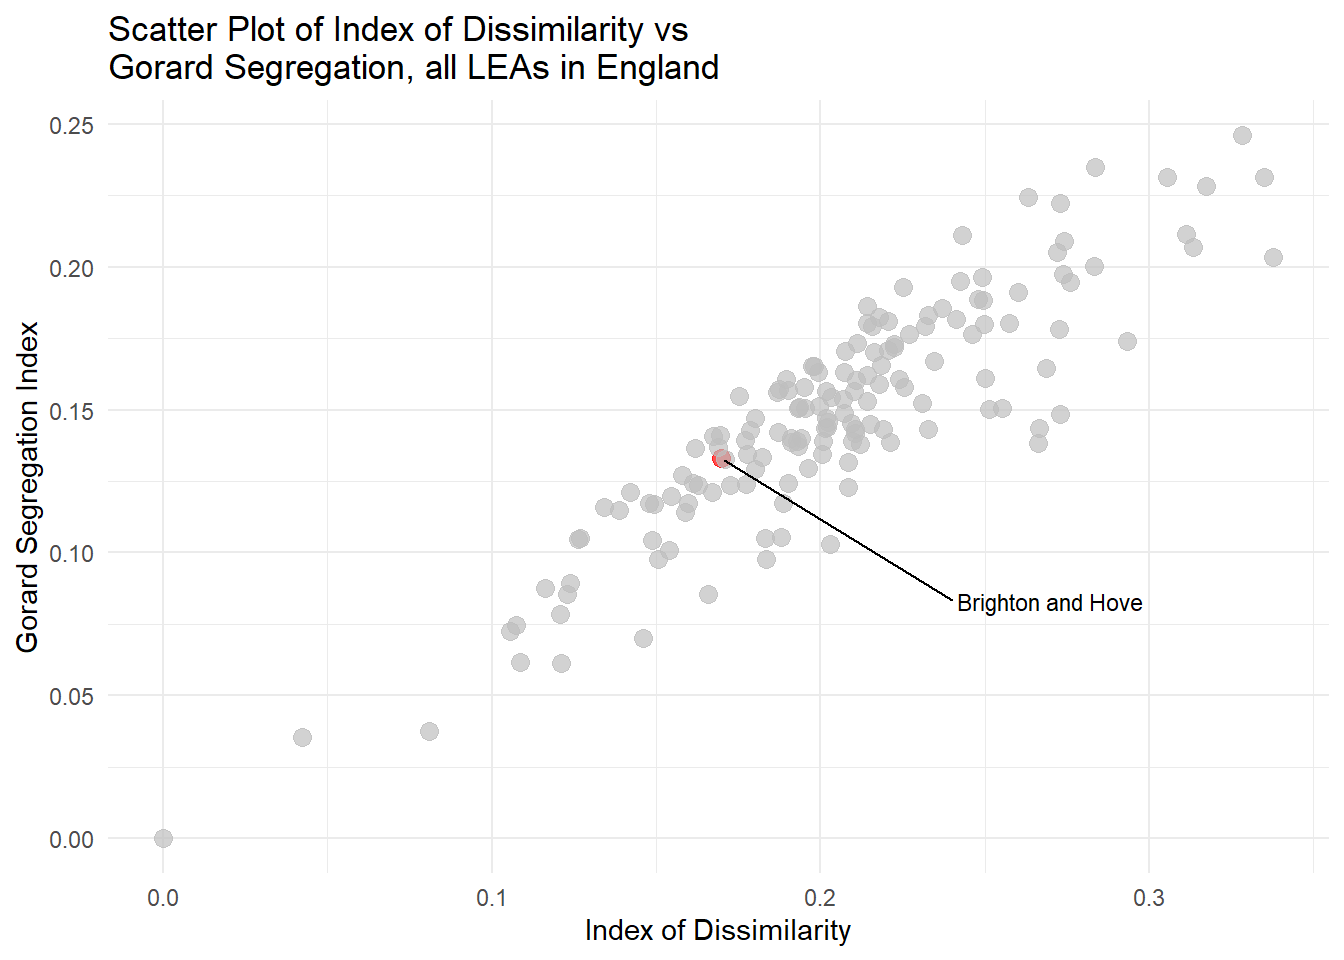 Scatter Plot of Index of Dissimilarity vs
Gorard Segregation, all LEAs in England
Gorard Segregation Index
0.25
0.20
0.15
0.10
0.05
0.00
Brighton and Hove
0.0
0.1
0.2
0.3
Index of Dissimilarity